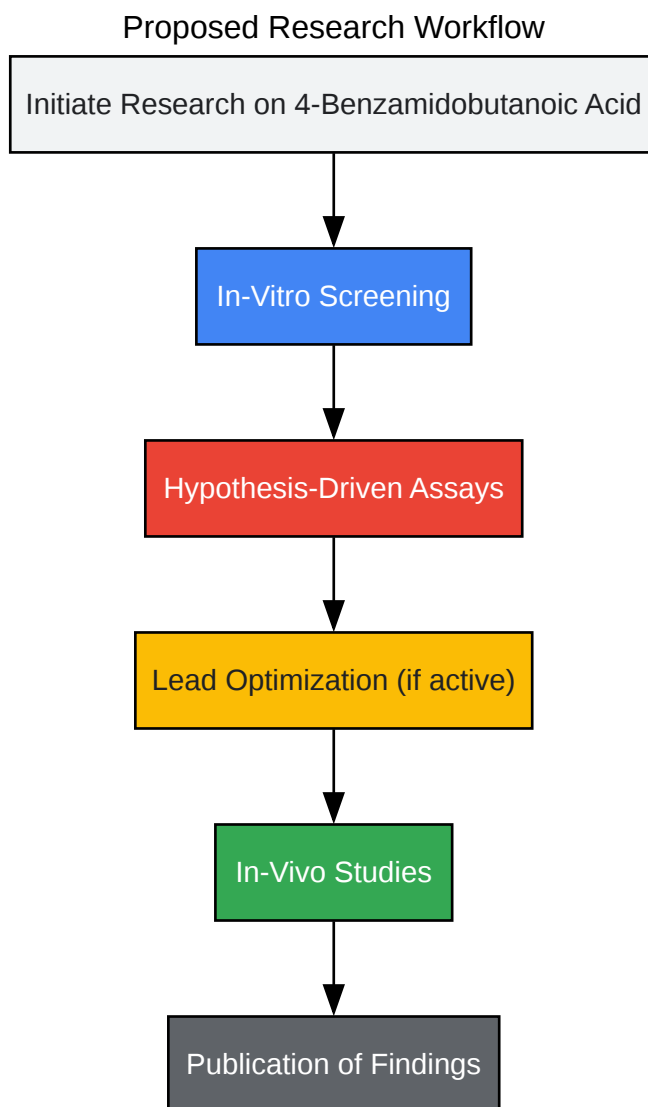 Proposed Research Workflow
Initiate Research on 4-Benzamidobutanoic Acid
In-Vitro Screening
Hypothesis-Driven Assays
Lead Optimization (if active)
In-Vivo Studies
Publication of Findings